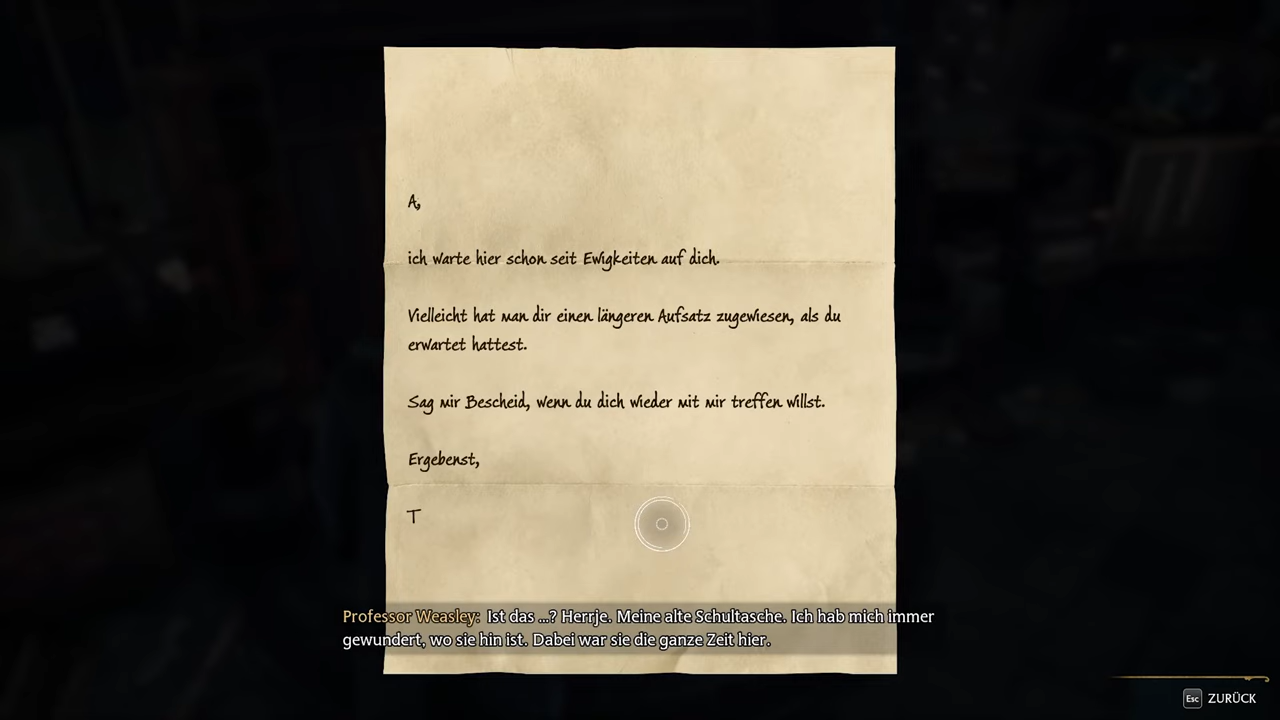 A,
ich warte hier schon seit Ewigkeiten auf dich.
Vielleicht hat man dir einen längeren Aufsatz zugewiesen, als du
erwartet hattest.
Sag mir Bescheid, wenn du dich wieder mit mir treffen willst.
Ergebenst,
T
Professor Weasley: Ist das ...? Herrje. Meine alte Schultasche. Ich hab mich immer
gewundert, wo sie hin ist. Dabei war sie die ganze Zeit hier.
Esc ZURÜCK